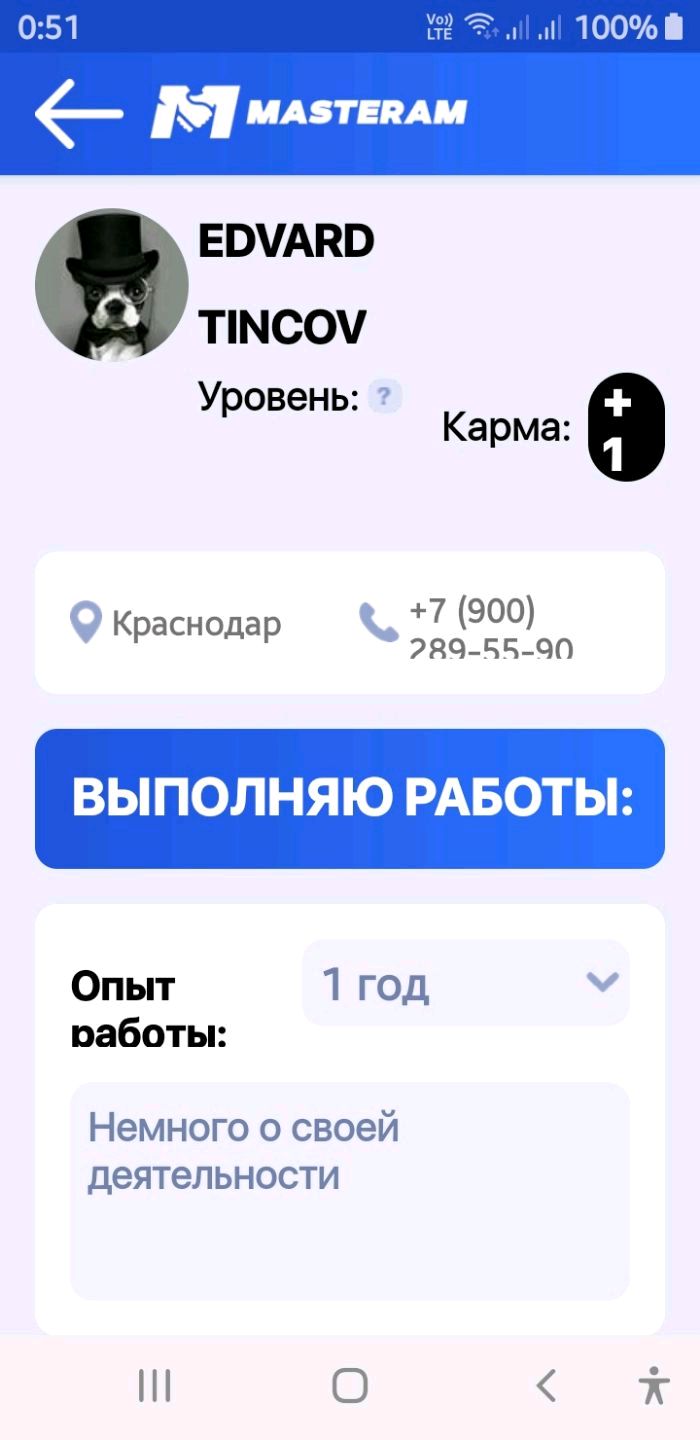 0:51 Vo)) LTE 100%
MASTERAM
EDVARD
TINCOV
Уровень: ?
Карма: +
1
Краснодар
+7 (900)
289-55-90
ВЫПОЛНЯЮ РАБОТЫ:
Опыт
работы:
1 год
Немного о своей
деятельности